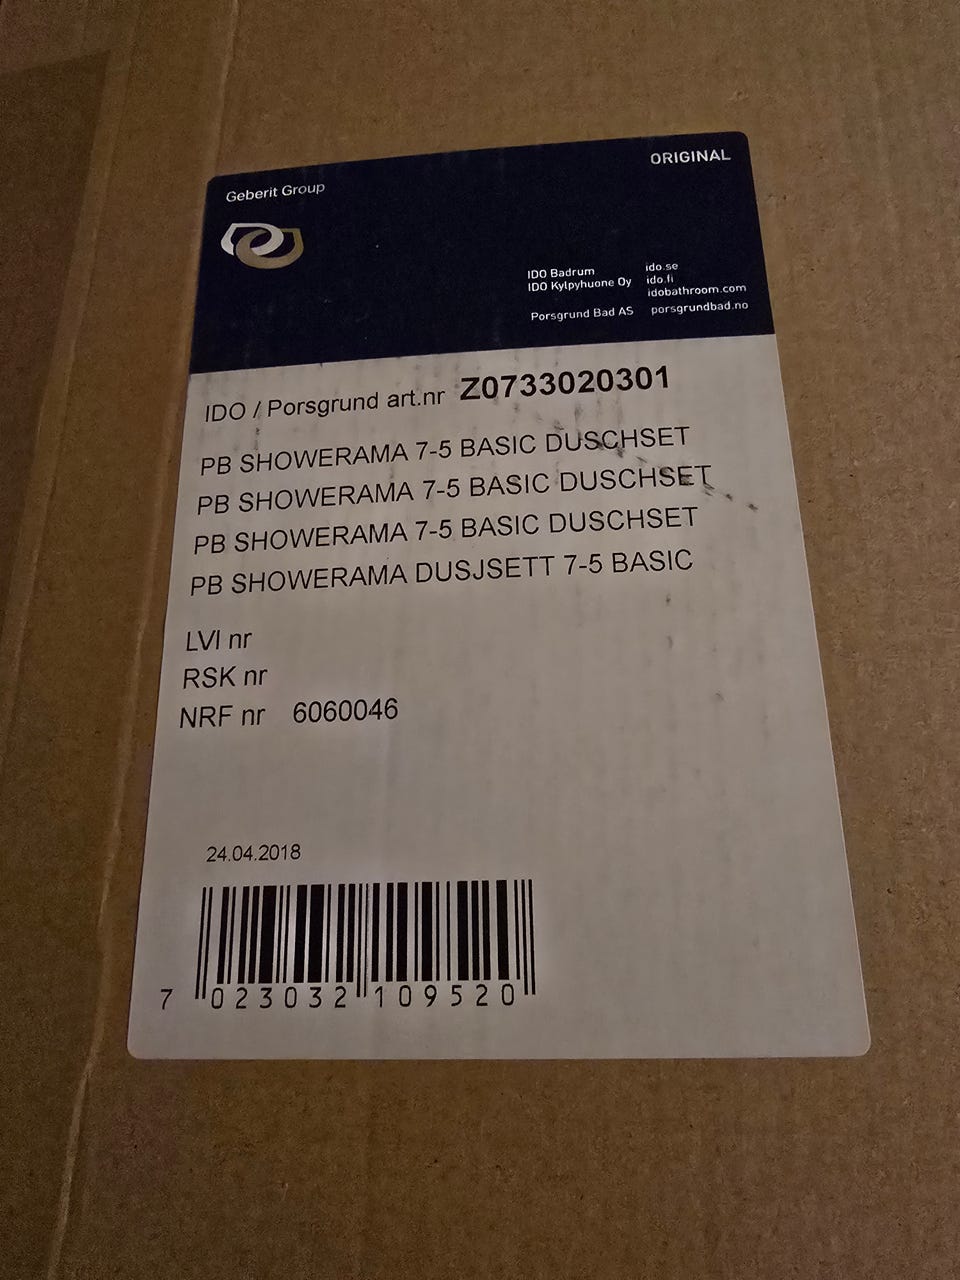 Geberit Group
ORIGINAL
IDO Badrum ido.se
IDO Kylpyhuone Oy ido.fi
idobathroom.com
Porsgrund Bad AS porsgrundbad.no
IDO / Porsgrund art.nr Z0733020301
PB SHOWERAMA 7-5 BASIC DUSCHSET
PB SHOWERAMA 7-5 BASIC DUSCHSET
PB SHOWERAMA 7-5 BASIC DUSCHSET
PB SHOWERAMA DUSJSETT 7-5 BASIC
LVI nr
RSK nr
NRF nr 6060046
24.04.2018
7 023032 109520